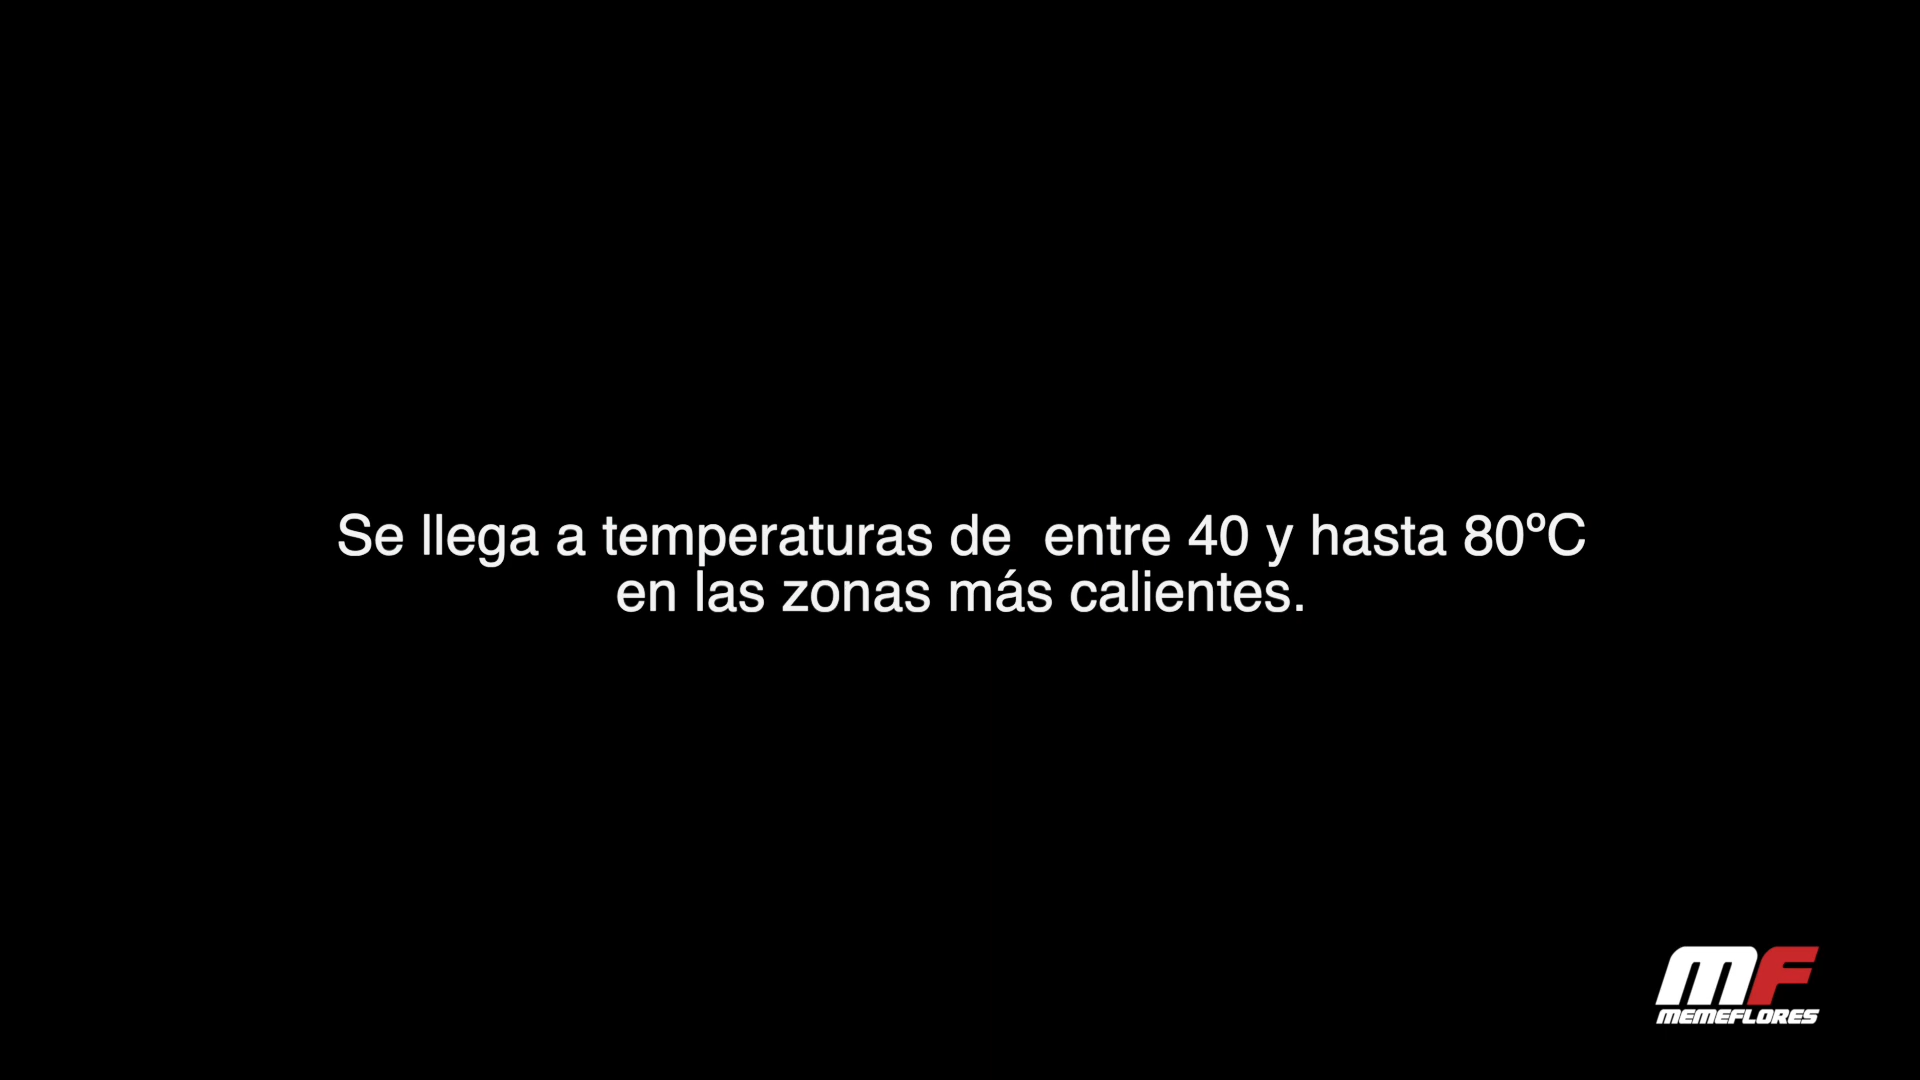 Se llega a temperaturas de  entre 40 y hasta 80ºC
en las zonas más calientes.
MF
MEMEFLORES